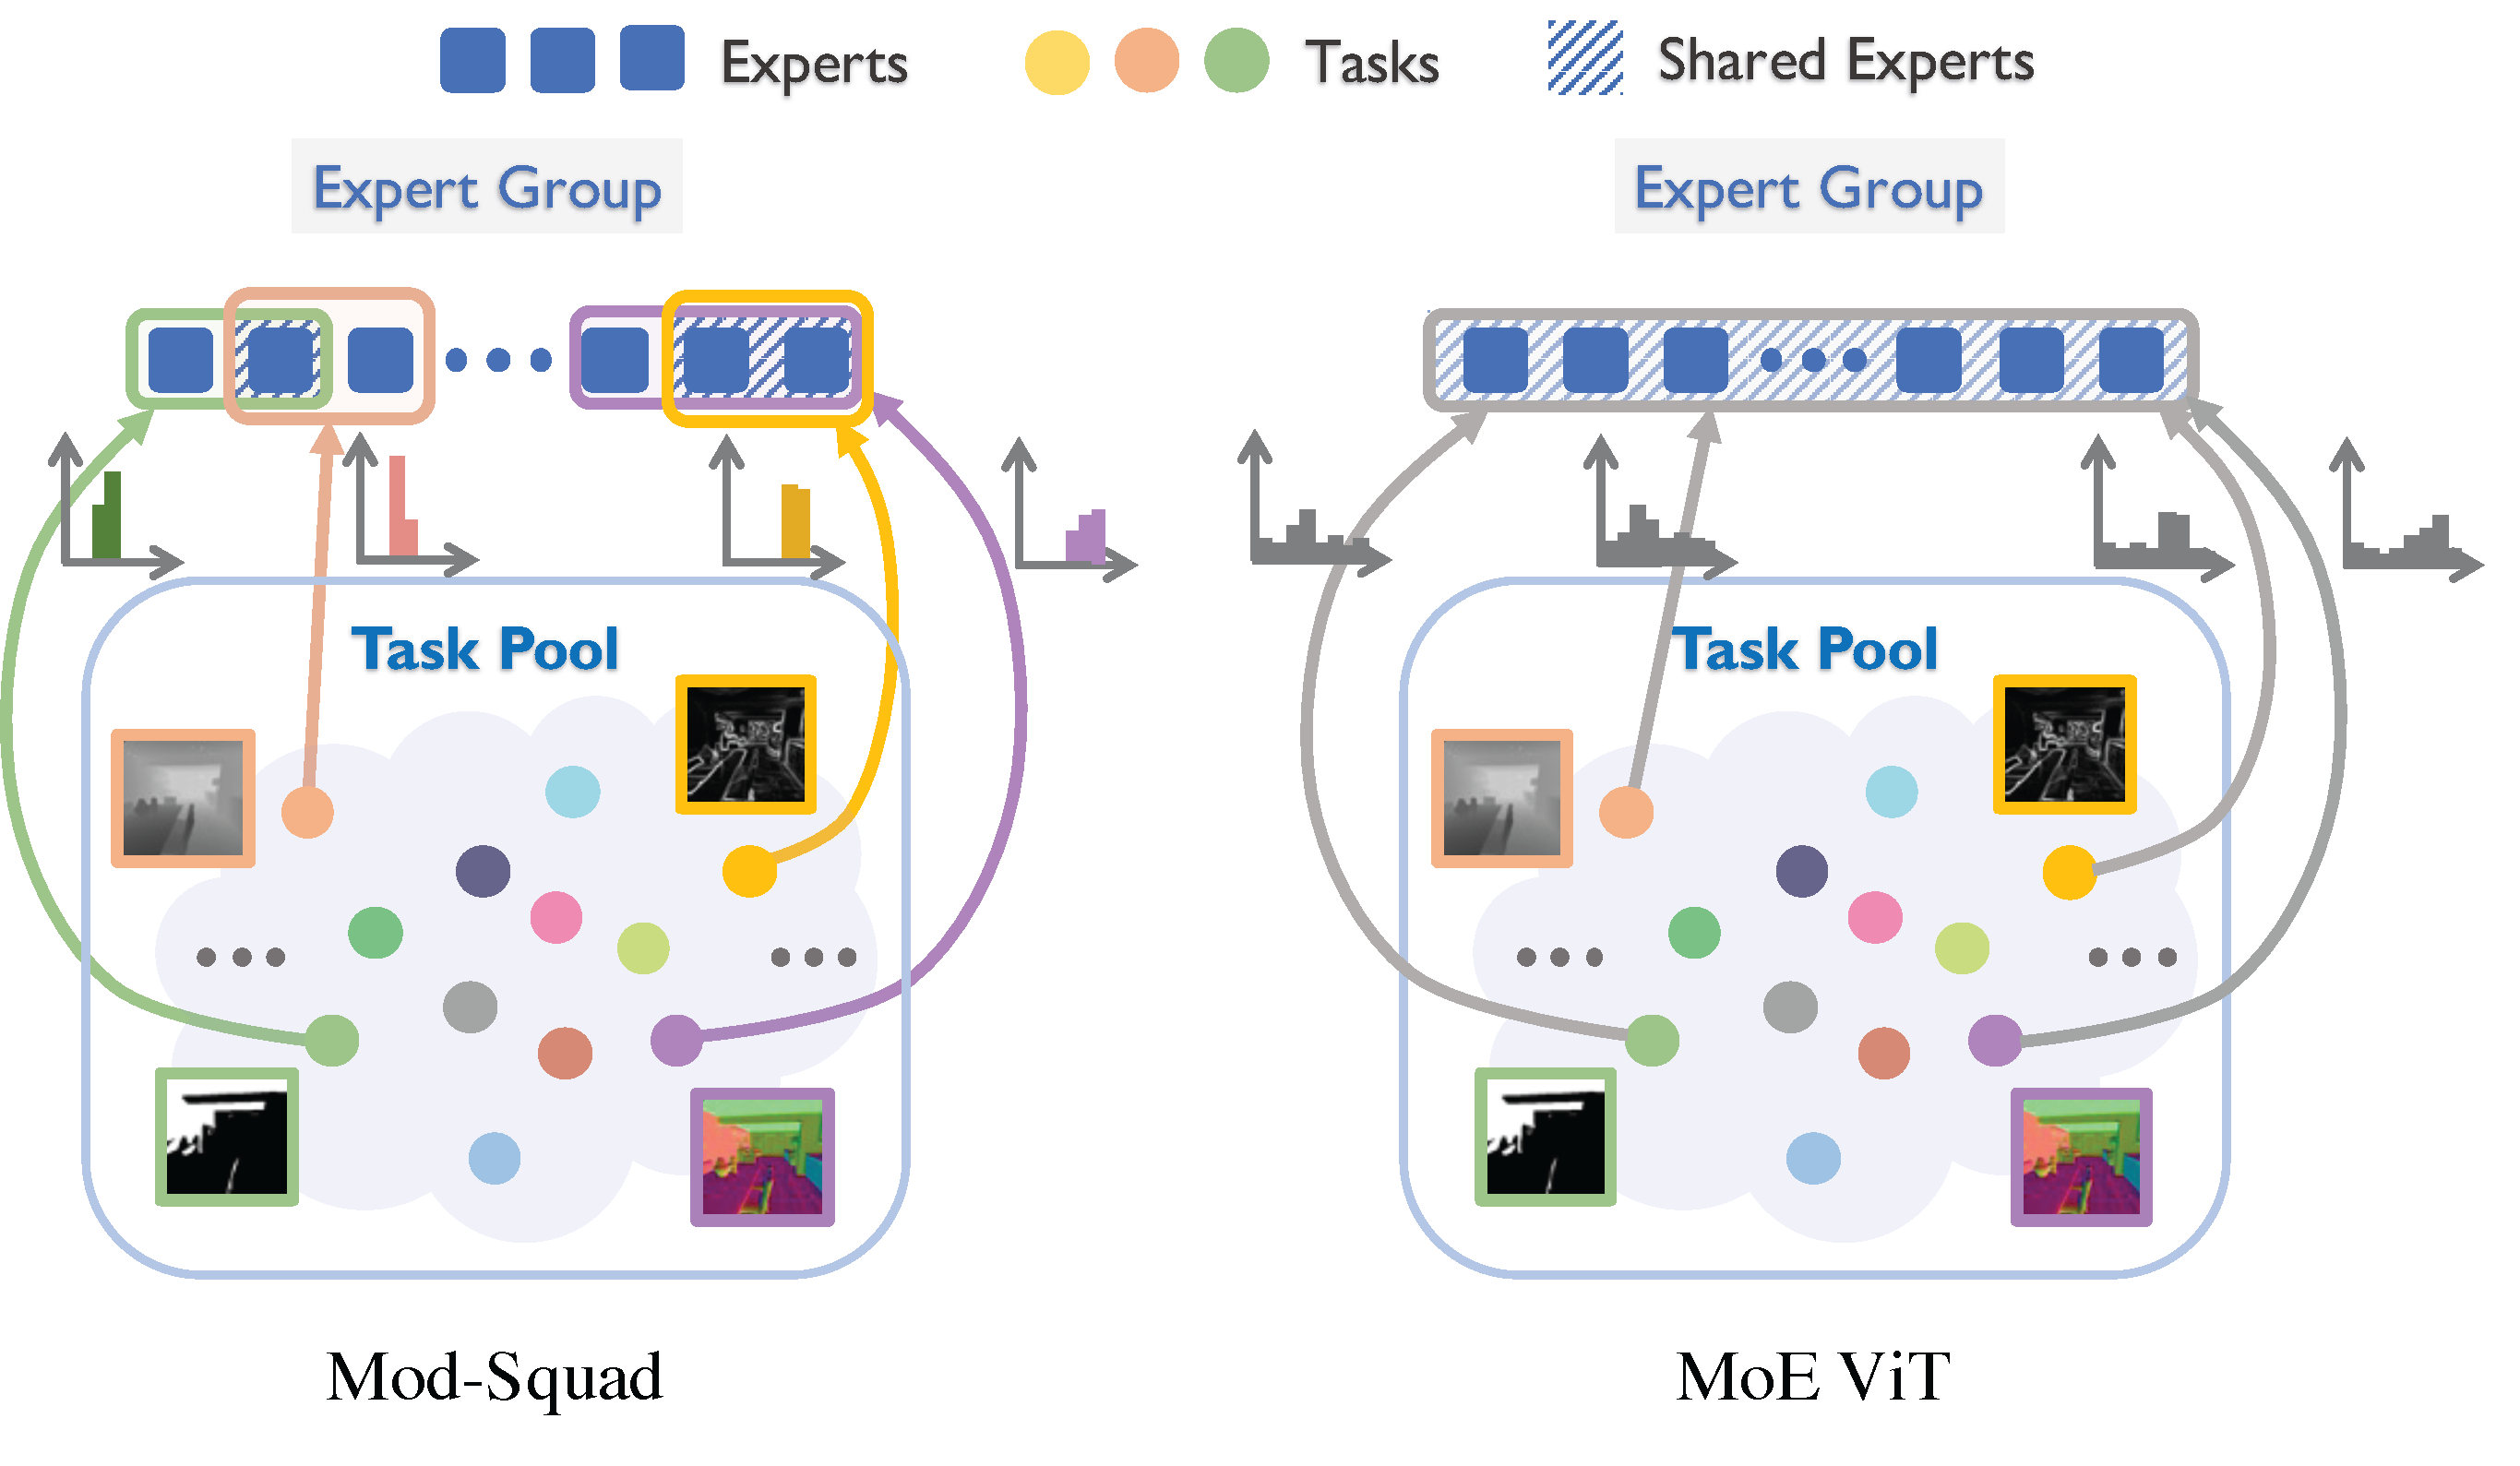 Experts
Tasks
Shared Experts
Expert Group
Expert Group
Task Pool
Task Pool
Mod-Squad
MoE ViT